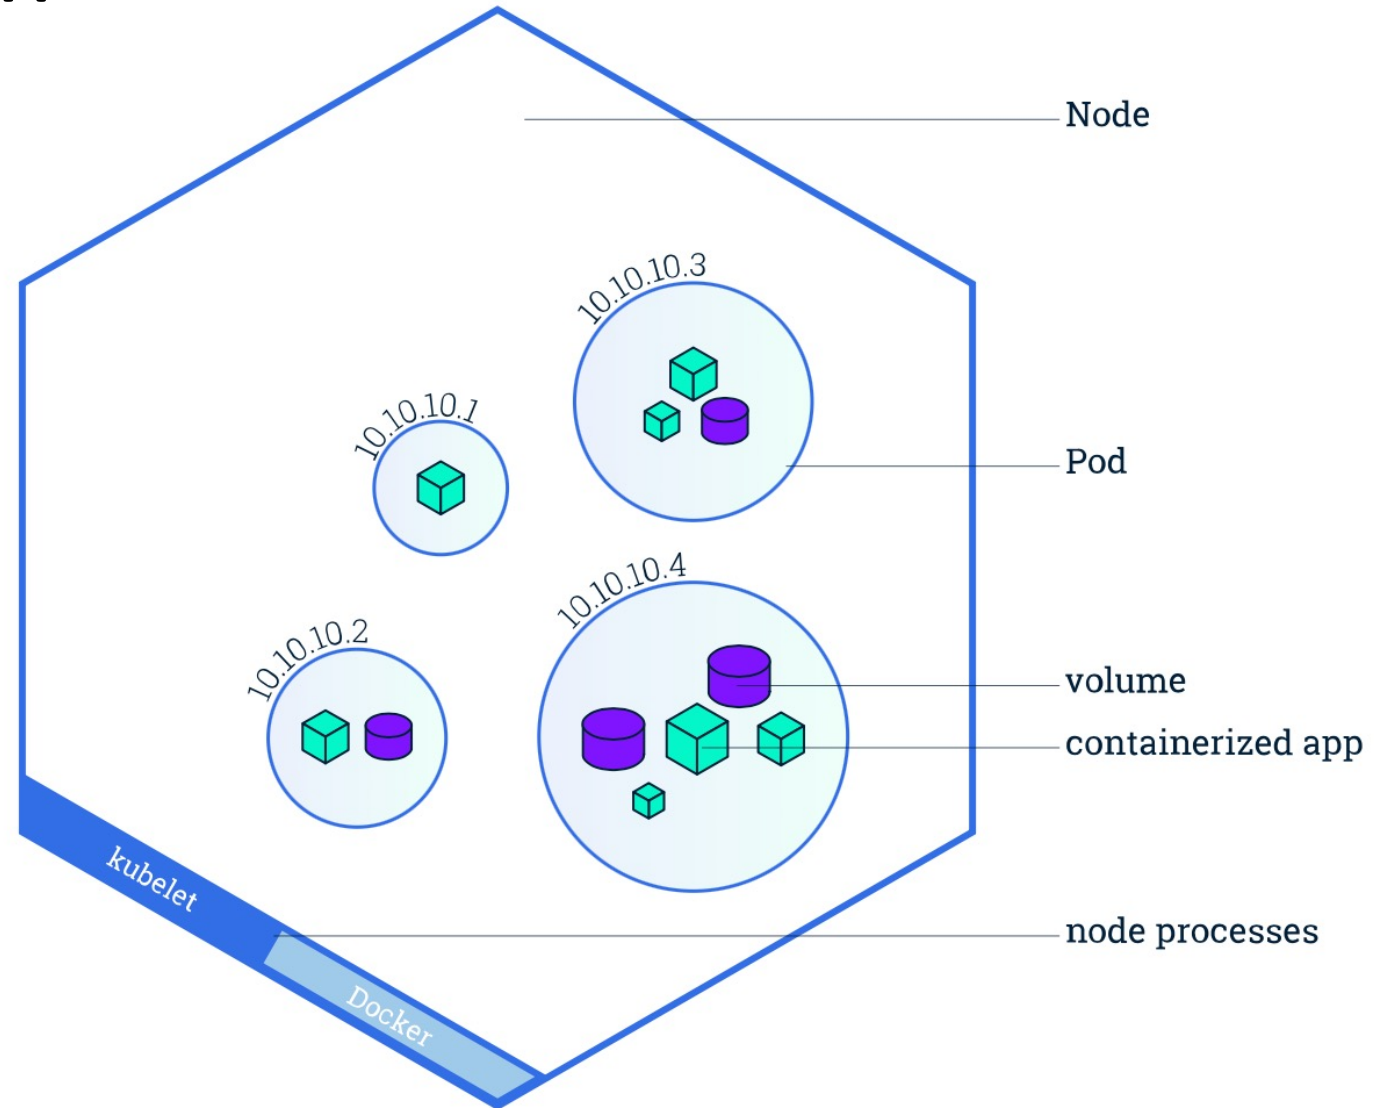 Node
10.10.10.3
10.10.10.1
Pod
10.10.10.4
10.10.10.2
volume
containerized app
kubelet
node processes
Docker